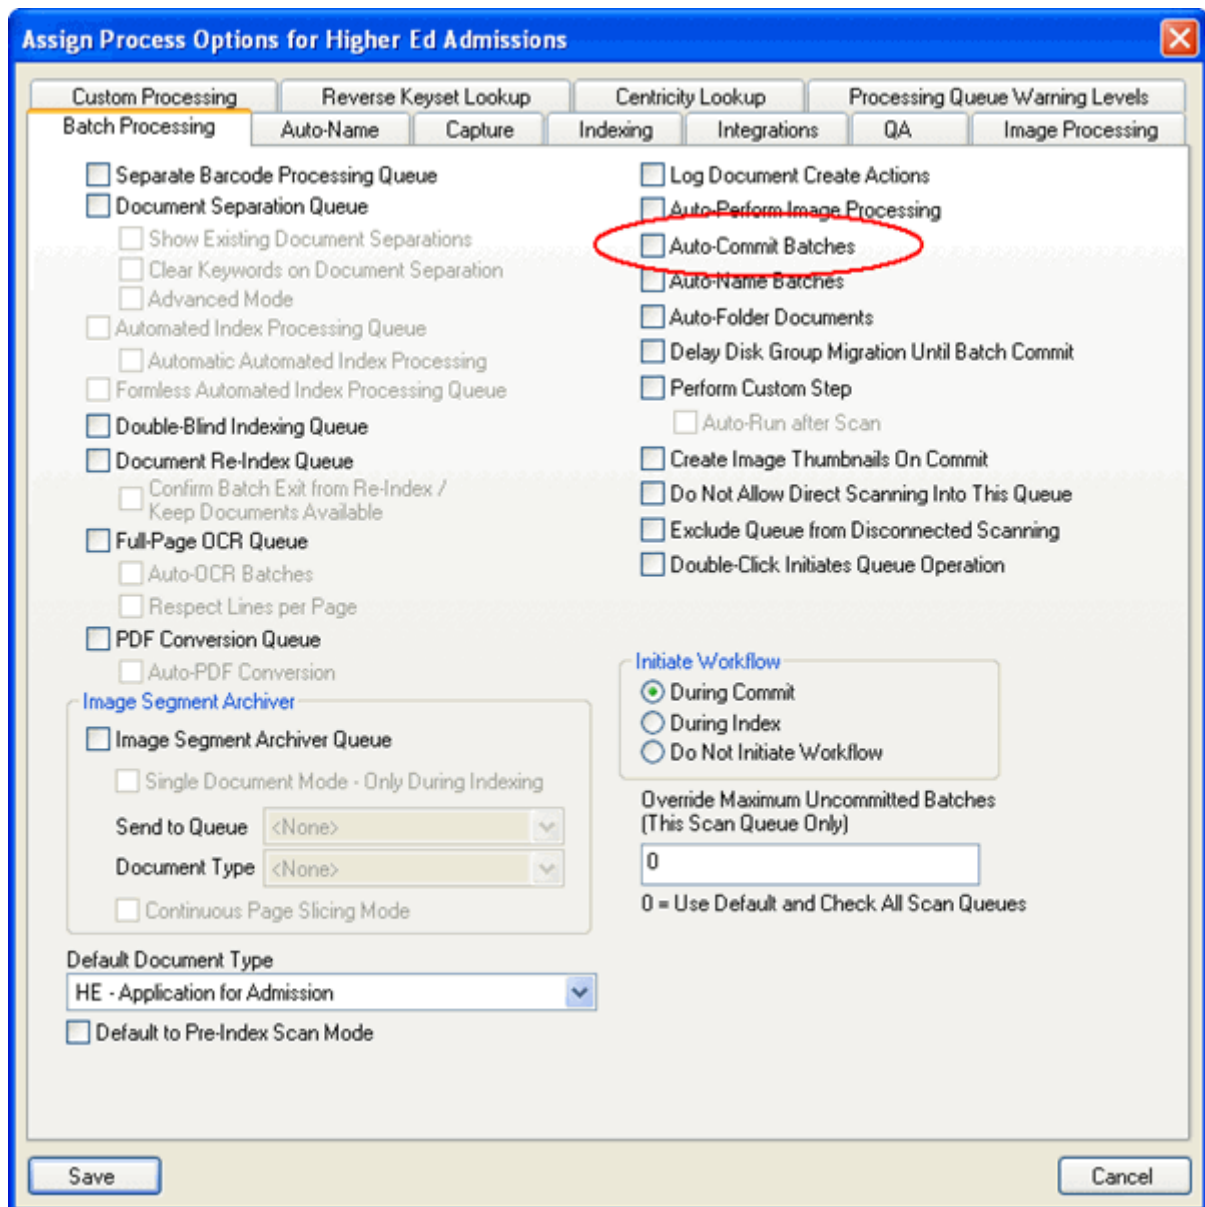 Assign Process Options for Higher Ed Admissions
Custom Processing
Reverse Keyset Lookup
Centricity Lookup
Processing Queue Warning Levels
Batch Processing
Auto-Name
Capture
Indexing
Integrations
QA
Image Processing
Separate Barcode Processing Queue
Document Separation Queue
Show Existing Document Separations
Clear Keywords on Document Separation
Advanced Mode
Automated Index Processing Queue
Automatic Automated Index Processing
Formless Automated Index Processing Queue
Double-Blind Indexing Queue
Document Re-Index Queue
Confirm Batch Exit from Re-Index /
Keep Documents Available
Full-Page OCR Queue
Auto-OCR Batches
Respect Lines per Page
PDF Conversion Queue
Auto-PDF Conversion
Image Segment Archiver
Image Segment Archiver Queue
Single Document Mode - Only During Indexing
Send to Queue
<None>
Document Type
<None>
Continuous Page Slicing Mode
Default Document Type
HE - Application for Admission
Default to Pre-Index Scan Mode
Log Document Create Actions
Auto-Perform Image Processing
Auto-Commit Batches
Auto-Name Batches
Auto-Folder Documents
Delay Disk Group Migration Until Batch Commit
Perform Custom Step
Auto-Run after Scan
Create Image Thumbnails On Commit
Do Not Allow Direct Scanning Into This Queue
Exclude Queue from Disconnected Scanning
Double-Click Initiates Queue Operation
Initiate Workflow
During Commit
During Index
Do Not Initiate Workflow
Override Maximum Uncommitted Batches
(This Scan Queue Only)
0
0 = Use Default and Check All Scan Queues
Save
Cancel